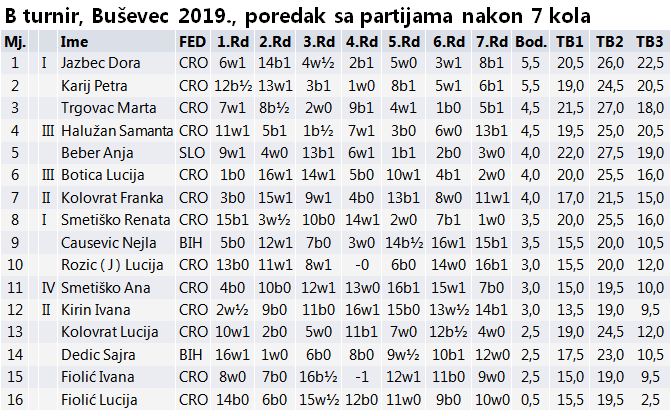 B turnir, Buševec 2019., poredak sa partijama nakon 7 kola
Mj. Ime FED 1.Rd 2.Rd 3.Rd 4.Rd 5.Rd 6.Rd 7.Rd Bod. TB1 TB2 TB3
1 I Jazbec Dora CRO 6w1 14b1 4w½ 2b1 5w0 3w1 8b1 5,5 20,5 26,0 22,5
2 Karij Petra CRO 12b½ 13w1 3b1 1w0 8b1 5w1 6b1 5,5 19,0 24,5 20,5
3 Trgovac Marta CRO 7w1 8b½ 2w0 9b1 4w1 1b0 5b1 4,5 21,5 27,0 18,0
4 III Halužan Samanta CRO 11w1 5b1 1b½ 7w1 3b0 6w0 13b1 4,5 19,5 25,0 20,5
5 Beber Anja SLO 9w1 4w0 13b1 6w1 1b1 2b0 3w0 4,0 22,0 27,5 19,0
6 III Botica Lucija CRO 1b0 16w1 14w1 5b0 10w1 4b1 2w0 4,0 20,5 25,5 16,0
7 II Kolovrat Franka CRO 3b0 15w1 9w1 4b0 13b1 8w0 11w1 4,0 17,0 21,5 15,0
8 I Smetiško Renata CRO 15b1 3w½ 10b0 14w1 2w0 7b1 1w0 3,5 20,0 25,5 16,0
9 Causevic Nejla BIH 5b0 12w1 7b0 3w0 14b½ 16w1 15b1 3,5 15,5 20,5 10,5
10 Rozic ( J ) Lucija CRO 13b0 11w1 8w1 -0 6b0 14w0 16b1 3,0 15,5 20,0 12,0
11 IV Smetiško Ana CRO 4b0 10b0 12w1 13w0 16b1 15w1 7b0 3,0 15,0 19,5 10,0
12 II Kirin Ivana CRO 2w½ 9b0 11b0 16w1 15b0 13w½ 14b1 3,0 13,5 19,0 9,5
13 Kolovrat Lucija CRO 10w1 2b0 5w0 11b1 7w0 12b½ 4w0 2,5 19,0 24,5 12,0
14 Dedic Sajra BIH 16w1 1w0 6b0 8b0 9w½ 10b1 12w0 2,5 17,5 23,0 10,5
15 Fiolić Ivana CRO 8w0 7b0 16b½ -1 12w1 11b0 9w0 2,5 15,0 19,0 9,5
16 Fiolić Lucija CRO 14b0 6b0 15w½ 12b0 11w0 9b0 10w0 0,5 15,5 19,5 2,5